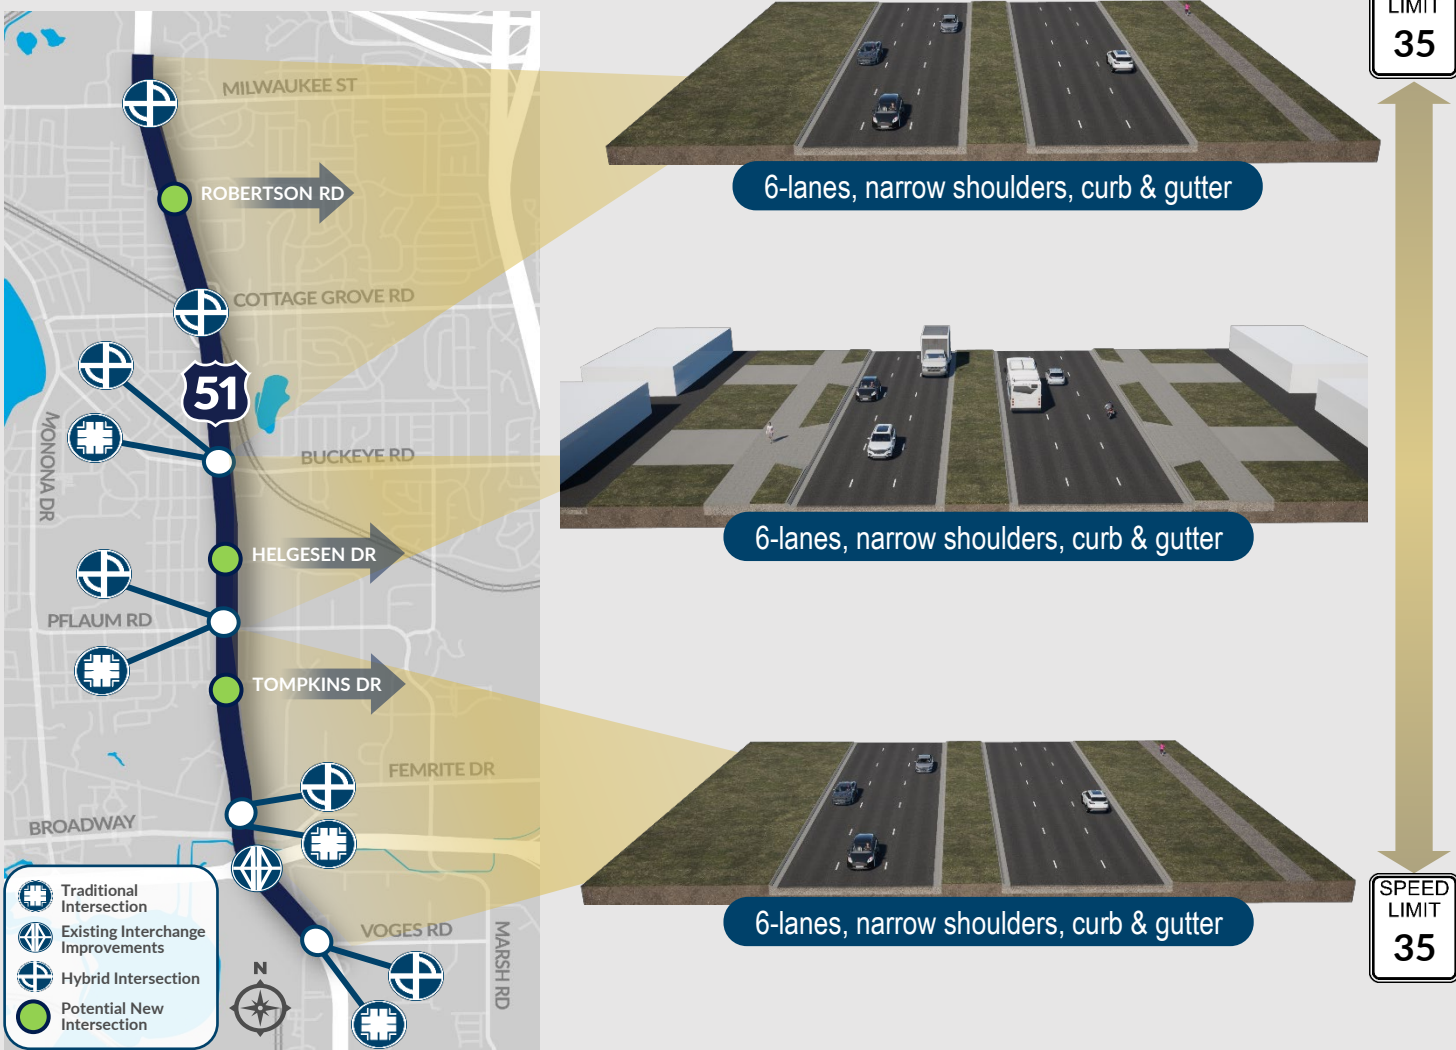 LIMIT
35
MILWAUKEE ST
6-lanes, narrow shoulders, curb & gutter
ROBERTSON RD
COTTAGE GROVE RD
51
MONONA DR
BUCKEYE RD
6-lanes, narrow shoulders, curb & gutter
HELGESEN DR
PFLAUM RD
TOMPKINS DR
FEMRITE DR
BROADWAY
VOGES RD
MARSH RD
6-lanes, narrow shoulders, curb & gutter
SPEED
LIMIT
35
Traditional
Intersection
Existing Interchange
Improvements
Hybrid Intersection
Potential New
Intersection
N